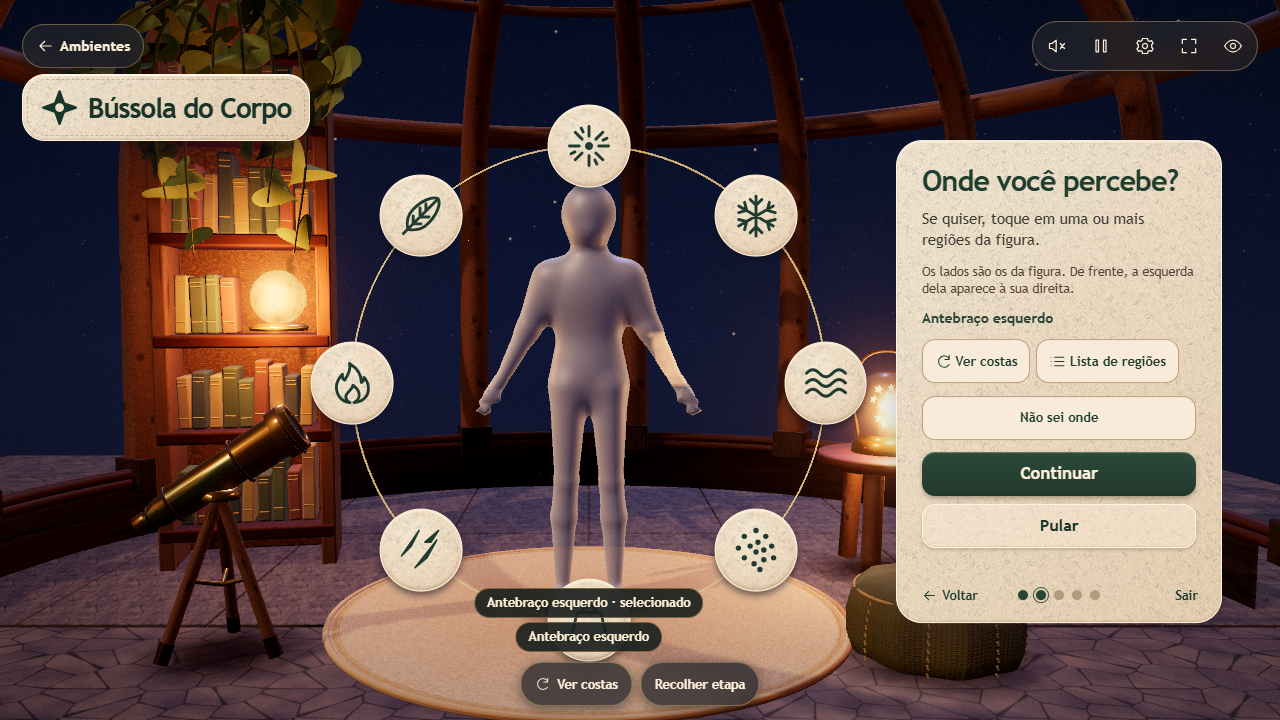 Ambientes
Bússola do Corpo
Onde você percebe?
Se quiser, toque em uma ou mais
regiões da figura.
Os lados são os da figura. De frente, a esquerda
dela aparece à sua direita.
Antebraço esquerdo
Ver costas
Lista de regiões
Não sei onde
Continuar
Pular
Voltar
Sair
Antebraço esquerdo · selecionado
Antebraço esquerdo
Ver costas
Recolher etapa